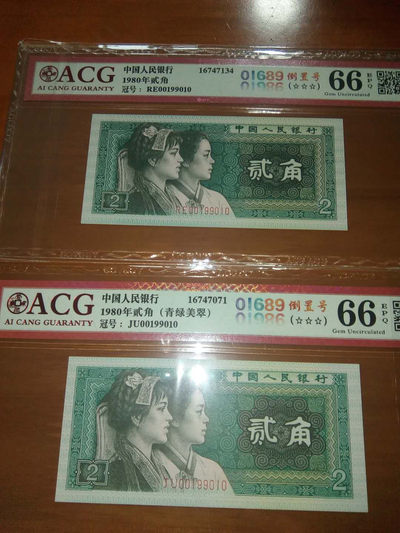 ACG
AI CANG GUARANTY
中国人民银行 16747134
1980年贰角
冠号： RE00199010
01689 倒置号
01986 (☆☆☆)
66 EPQ
Gem Uncirculated
中国人民银行
贰角
2 2
RE00199010
ACG
AI CANG GUARANTY
中国人民银行 16747071
1980年贰角（青绿美翠）
冠号： JU00199010
01689 倒置号
01986 (☆☆☆)
66 EPQ
Gem Uncirculated
中国人民银行
贰角
2 2
JU00199010